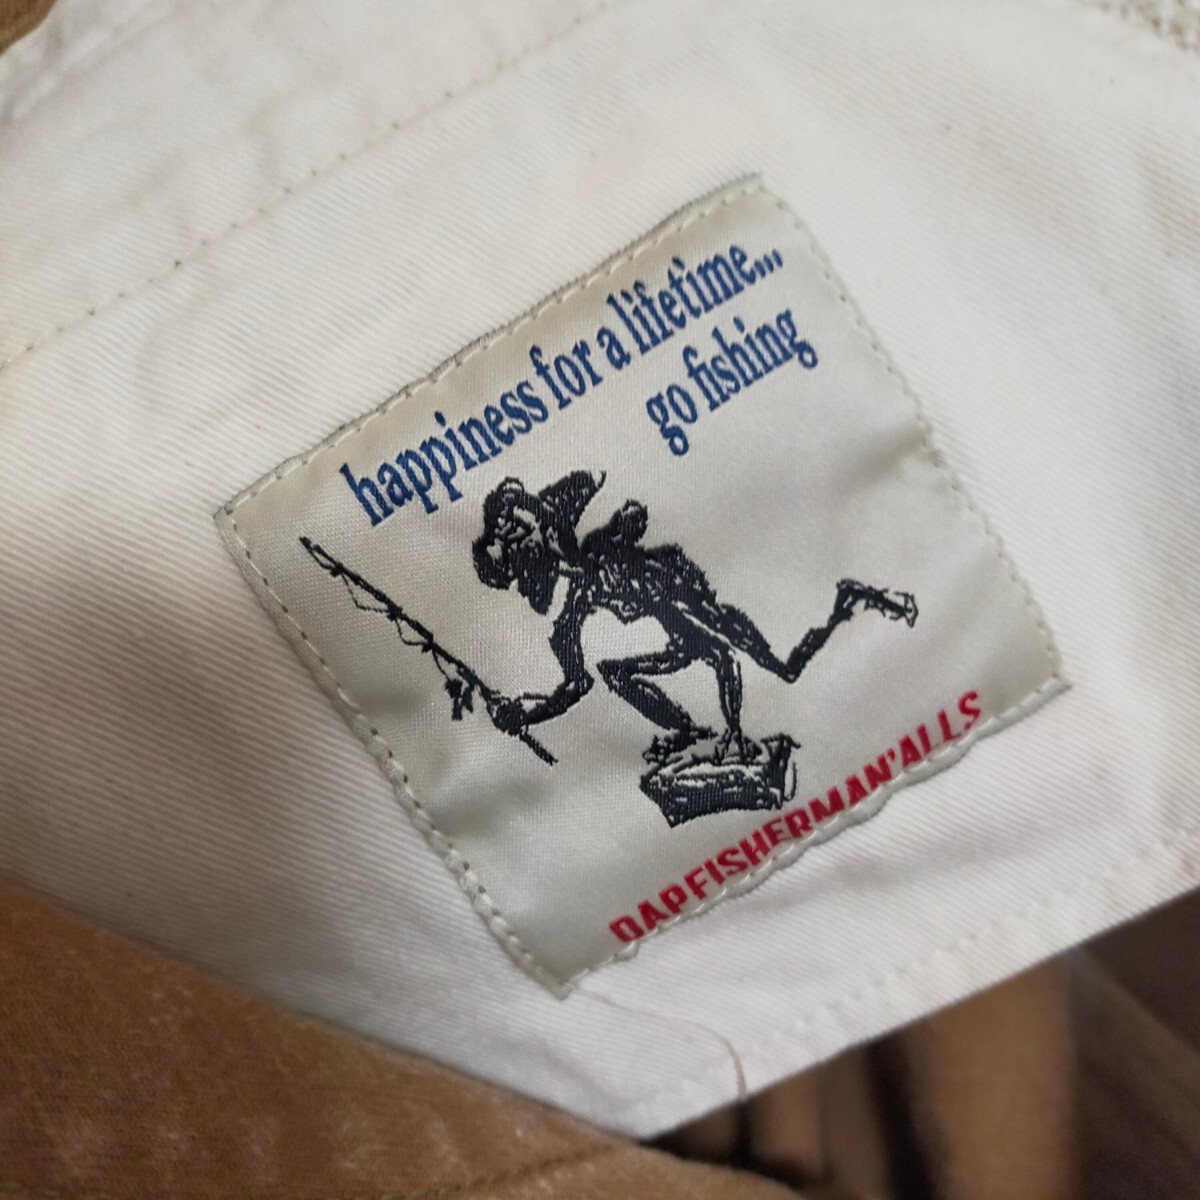 happiness for a lifetime...
go fishing
DAPFISHERMAN'ALLS